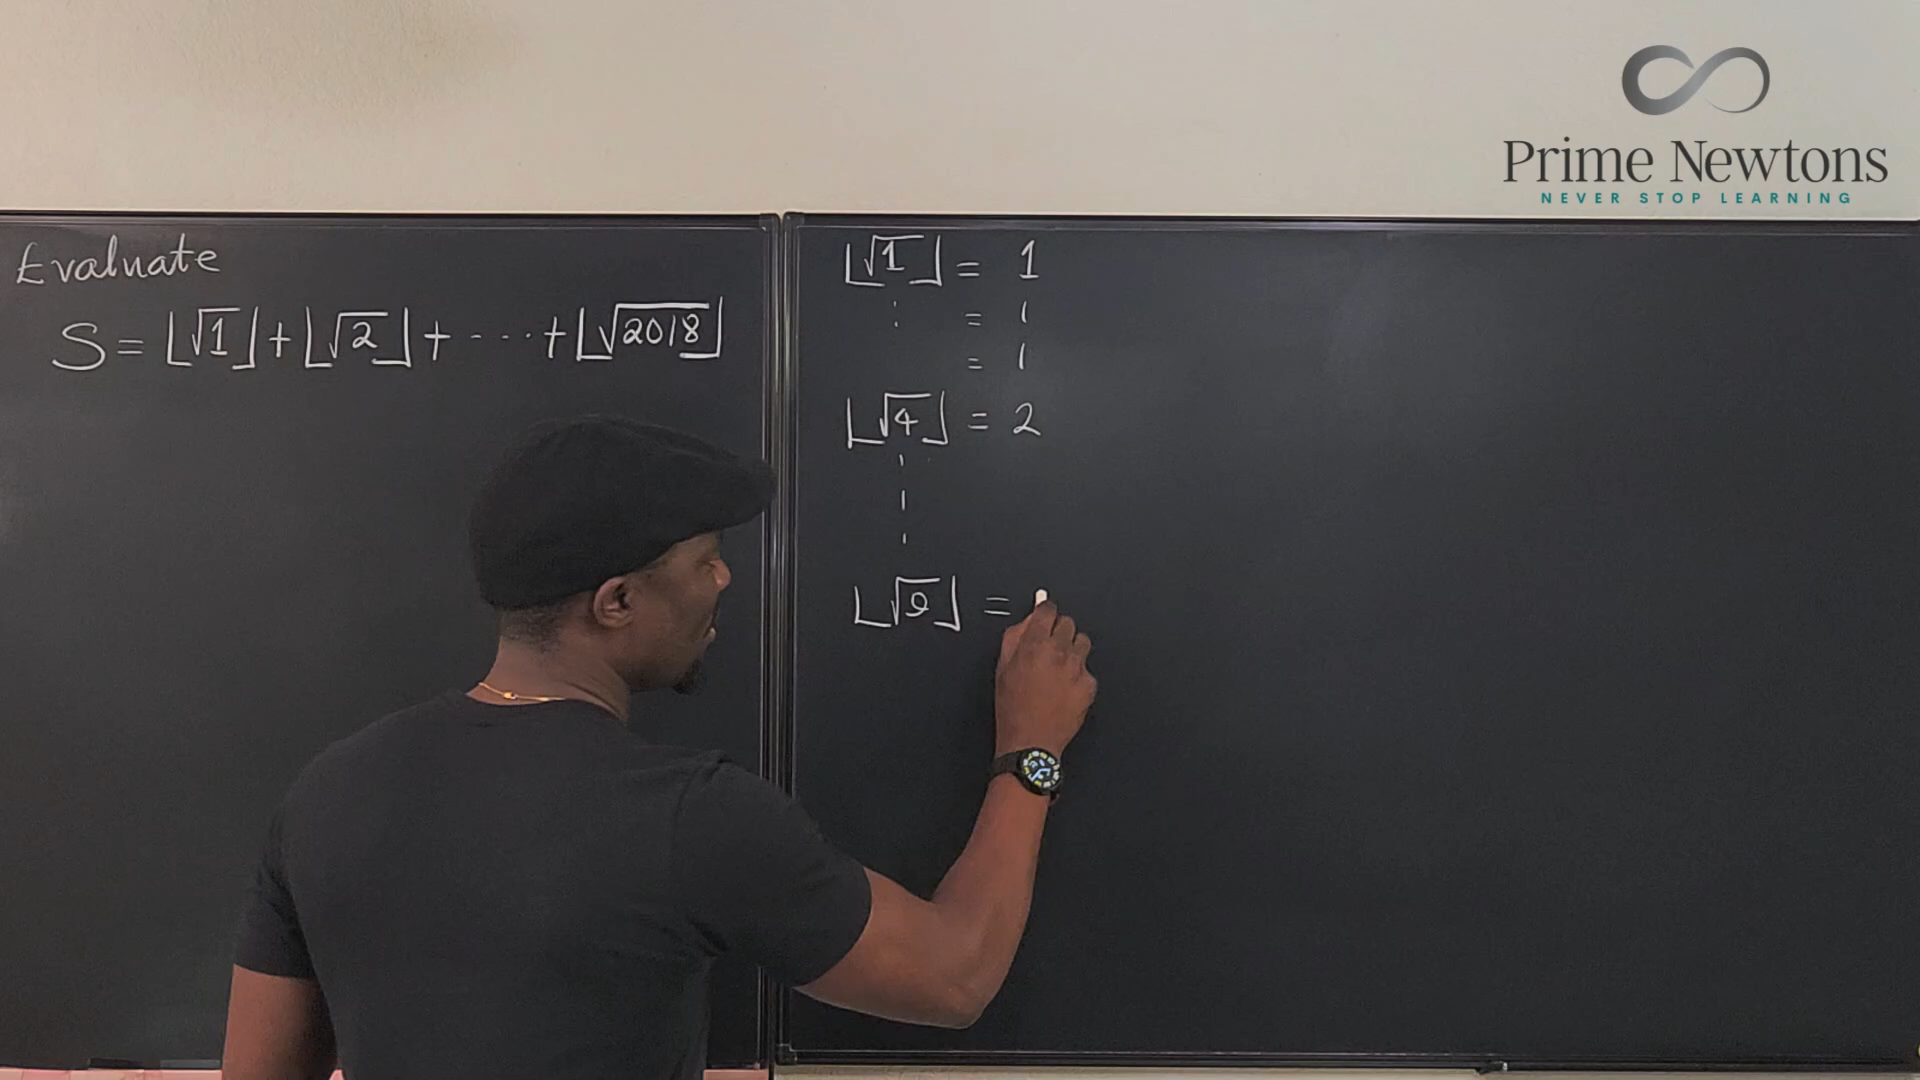 Prime Newtons
NEVER STOP LEARNING
Evaluate
S = ⌊√1⌋ + ⌊√2⌋ + ⋯ + ⌊√2018⌋
⌊√1⌋ = 1
⋮ = 1
= 1
⌊√4⌋ = 2
⋮
⌊√9⌋ =